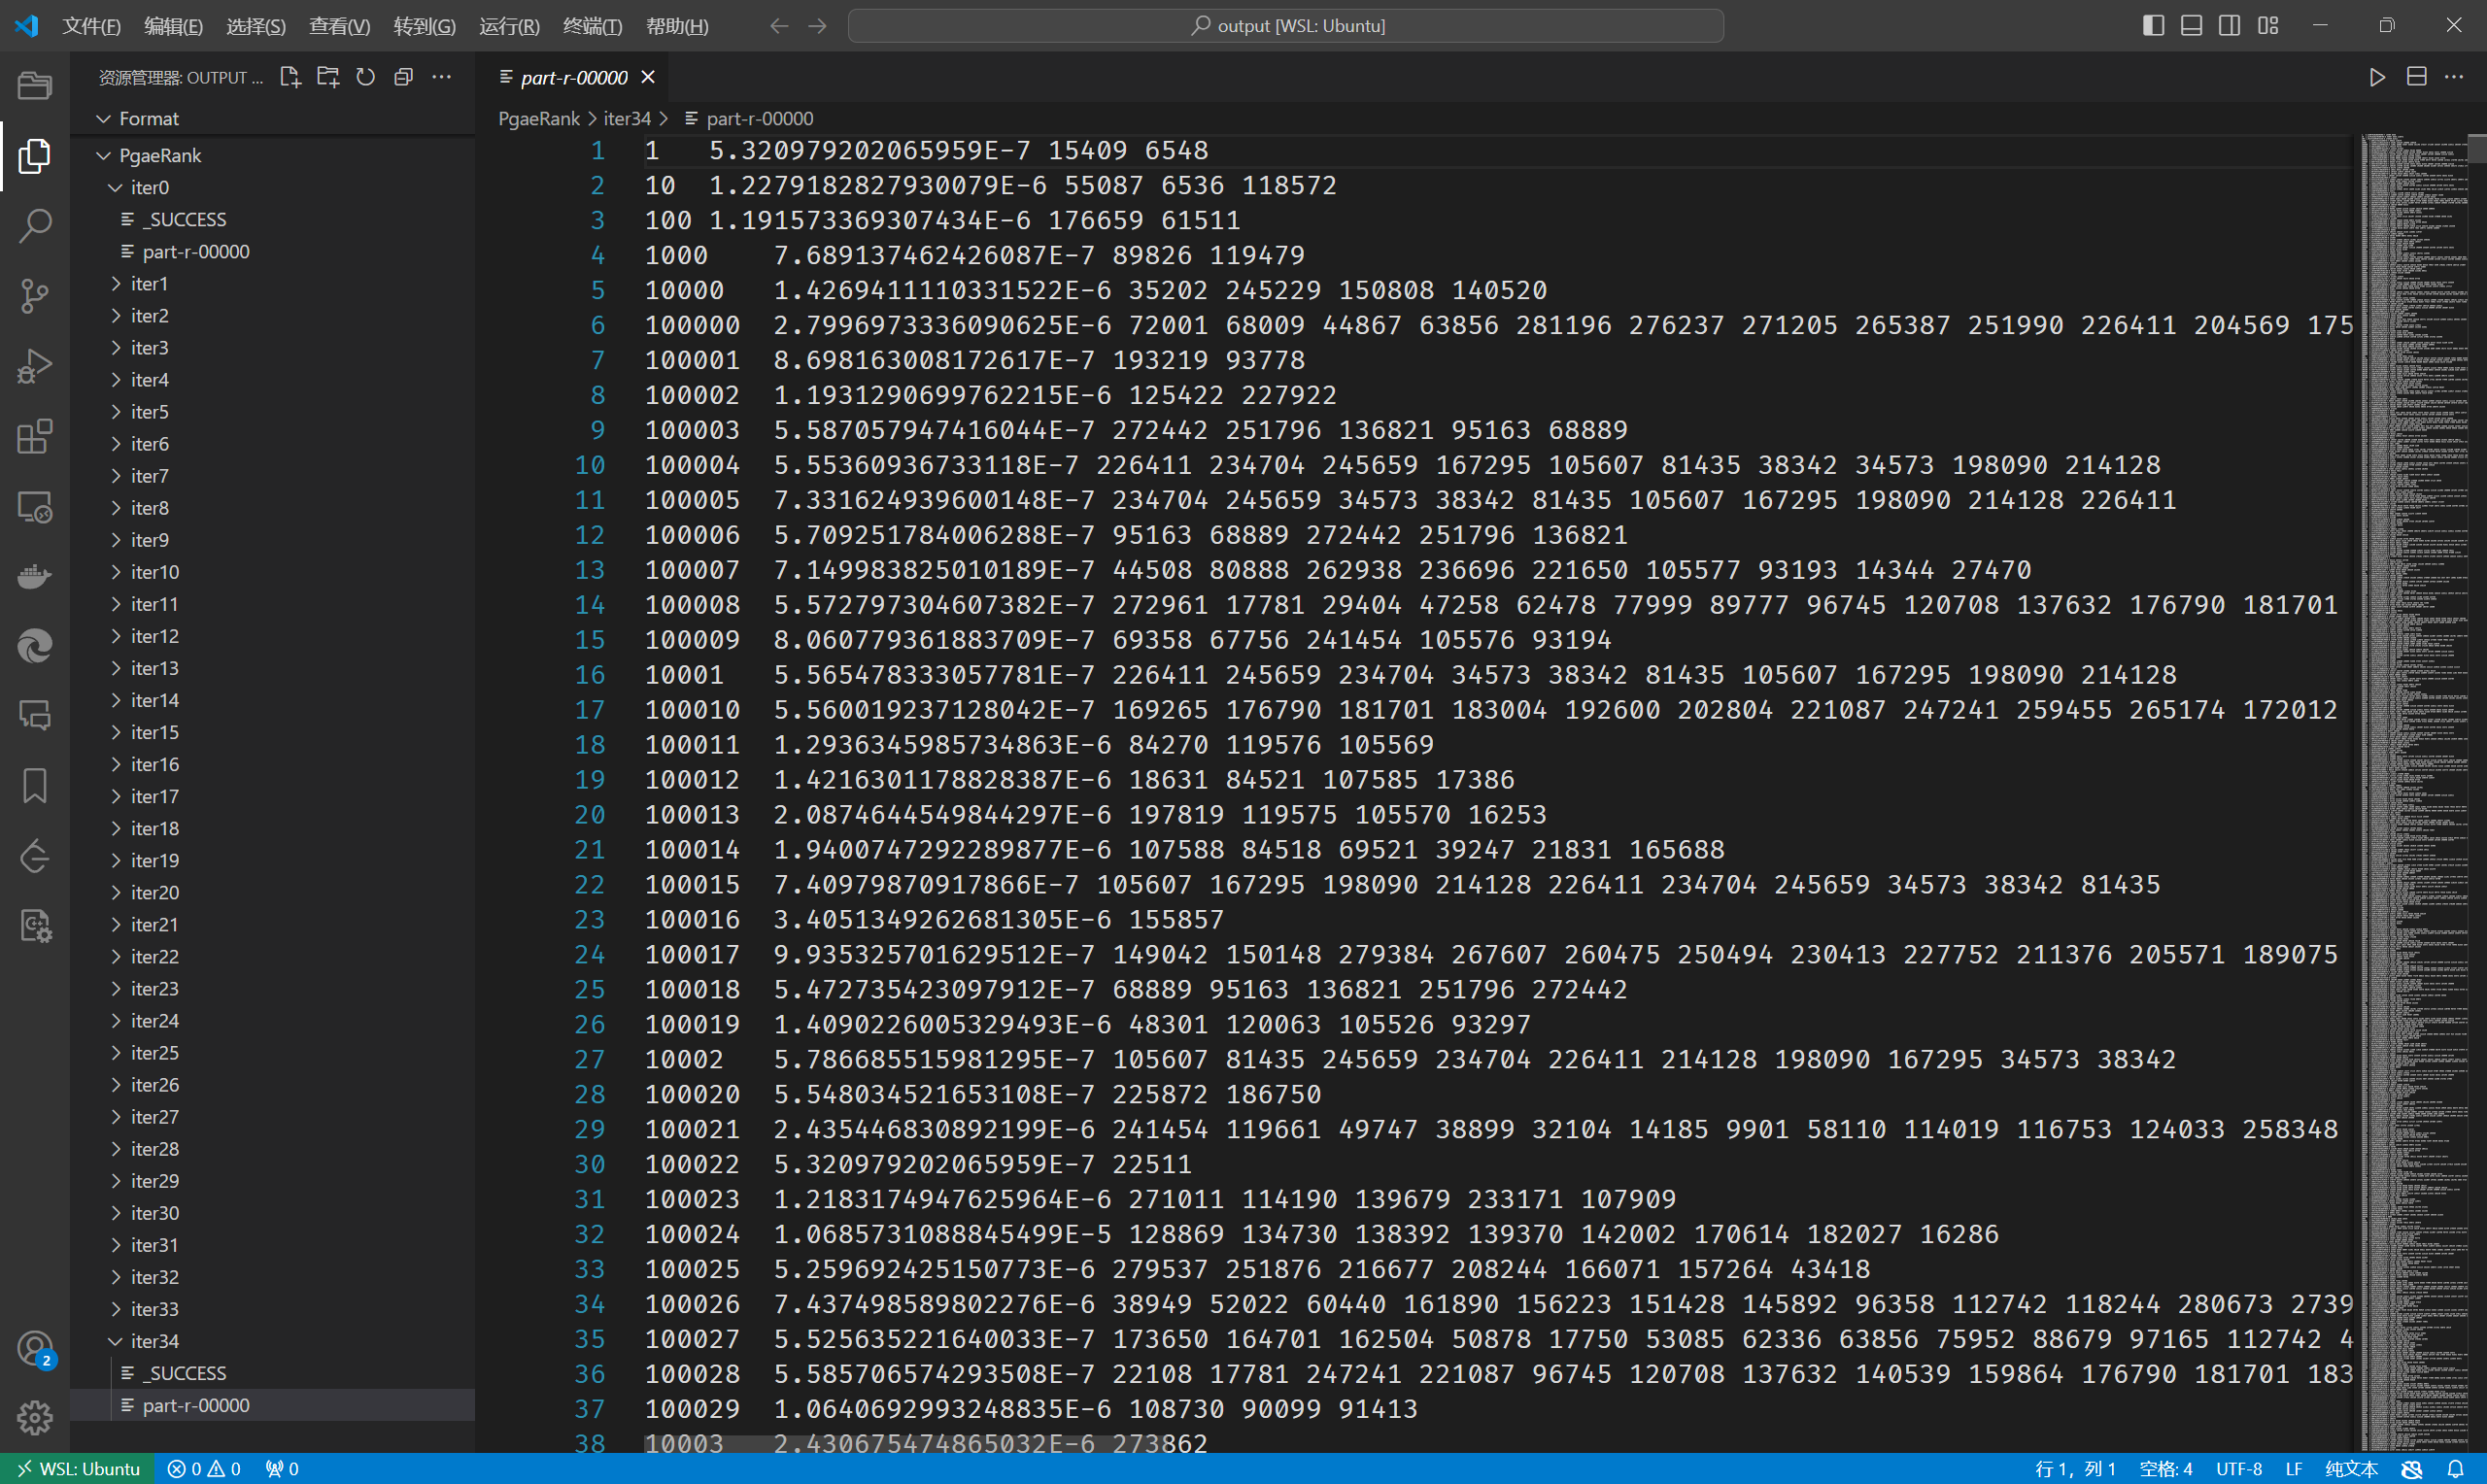 文件(F) 编辑(E) 选择(S) 查看(V) 转到(G) 运行(R) 终端(T) 帮助(H) output [WSL: Ubuntu]
资源管理器: OUTPUT ...
part-r-00000
Format
PgaeRank
iter0
_SUCCESS
part-r-00000
iter1
iter2
iter3
iter4
iter5
iter6
iter7
iter8
iter9
iter10
iter11
iter12
iter13
iter14
iter15
iter16
iter17
iter18
iter19
iter20
iter21
iter22
iter23
iter24
iter25
iter26
iter27
iter28
iter29
iter30
iter31
iter32
iter33
iter34
_SUCCESS
part-r-00000
2
PgaeRank > iter34 > part-r-00000
1 1 5.320979202065959E-7 15409 6548
2 10 1.2279182827930079E-6 55087 6536 118572
3 100 1.191573369307434E-6 176659 61511
4 1000 7.689137462426087E-7 89826 119479
5 10000 1.4269411110331522E-6 35202 245229 150808 140520
6 100000 2.7996973336090625E-6 72001 68009 44867 63856 281196 276237 271205 265387 251990 226411 204569 175
7 100001 8.698163008172617E-7 193219 93778
8 100002 1.1931290699762215E-6 125422 227922
9 100003 5.587057947416044E-7 272442 251796 136821 95163 68889
10 100004 5.55360936733118E-7 226411 234704 245659 167295 105607 81435 38342 34573 198090 214128
11 100005 7.331624939600148E-7 234704 245659 34573 38342 81435 105607 167295 198090 214128 226411
12 100006 5.709251784006288E-7 95163 68889 272442 251796 136821
13 100007 7.149983825010189E-7 44508 80888 262938 236696 221650 105577 93193 14344 27470
14 100008 5.572797304607382E-7 272961 17781 29404 47258 62478 77999 89777 96745 120708 137632 176790 181701
15 100009 8.060779361883709E-7 69358 67756 241454 105576 93194
16 10001 5.565478333057781E-7 226411 245659 234704 34573 38342 81435 105607 167295 198090 214128
17 100010 5.560019237128042E-7 169265 176790 181701 183004 192600 202804 221087 247241 259455 265174 172012
18 100011 1.2936345985734863E-6 84270 119576 105569
19 100012 1.4216301178828387E-6 18631 84521 107585 17386
20 100013 2.0874644549844297E-6 197819 119575 105570 16253
21 100014 1.9400747292289877E-6 107588 84518 69521 39247 21831 165688
22 100015 7.40979870917866E-7 105607 167295 198090 214128 226411 234704 245659 34573 38342 81435
23 100016 3.4051349262681305E-6 155857
24 100017 9.935325701629512E-7 149042 150148 279384 267607 260475 250494 230413 227752 211376 205571 189075
25 100018 5.472735423097912E-7 68889 95163 136821 251796 272442
26 100019 1.4090226005329493E-6 48301 120063 105526 93297
27 10002 5.786685515981295E-7 105607 81435 245659 234704 226411 214128 198090 167295 34573 38342
28 100020 5.548034521653108E-7 225872 186750
29 100021 2.435446830892199E-6 241454 119661 49747 38899 32104 14185 9901 58110 114019 116753 124033 258348
30 100022 5.320979202065959E-7 22511
31 100023 1.2183174947625964E-6 271011 114190 139679 233171 107909
32 100024 1.0685731088845499E-5 128869 134730 138392 139370 142002 170614 182027 16286
33 100025 5.259692425150773E-6 279537 251876 216677 208244 166071 157264 43418
34 100026 7.437498589802276E-6 38949 52022 60440 161890 156223 151428 145892 96358 112742 118244 280673 2739
35 100027 5.525635221640033E-7 173650 164701 162504 50878 17750 53085 62336 63856 75952 88679 97165 112742 4
36 100028 5.585706574293508E-7 22108 17781 247241 221087 96745 120708 137632 140539 159864 176790 181701 183
37 100029 1.0640692993248835E-6 108730 90099 91413
38 10003 2.430675474865032E-6 273862
WSL: Ubuntu 0 0 0 行 1，列 1 空格: 4 UTF-8 LF 纯文本